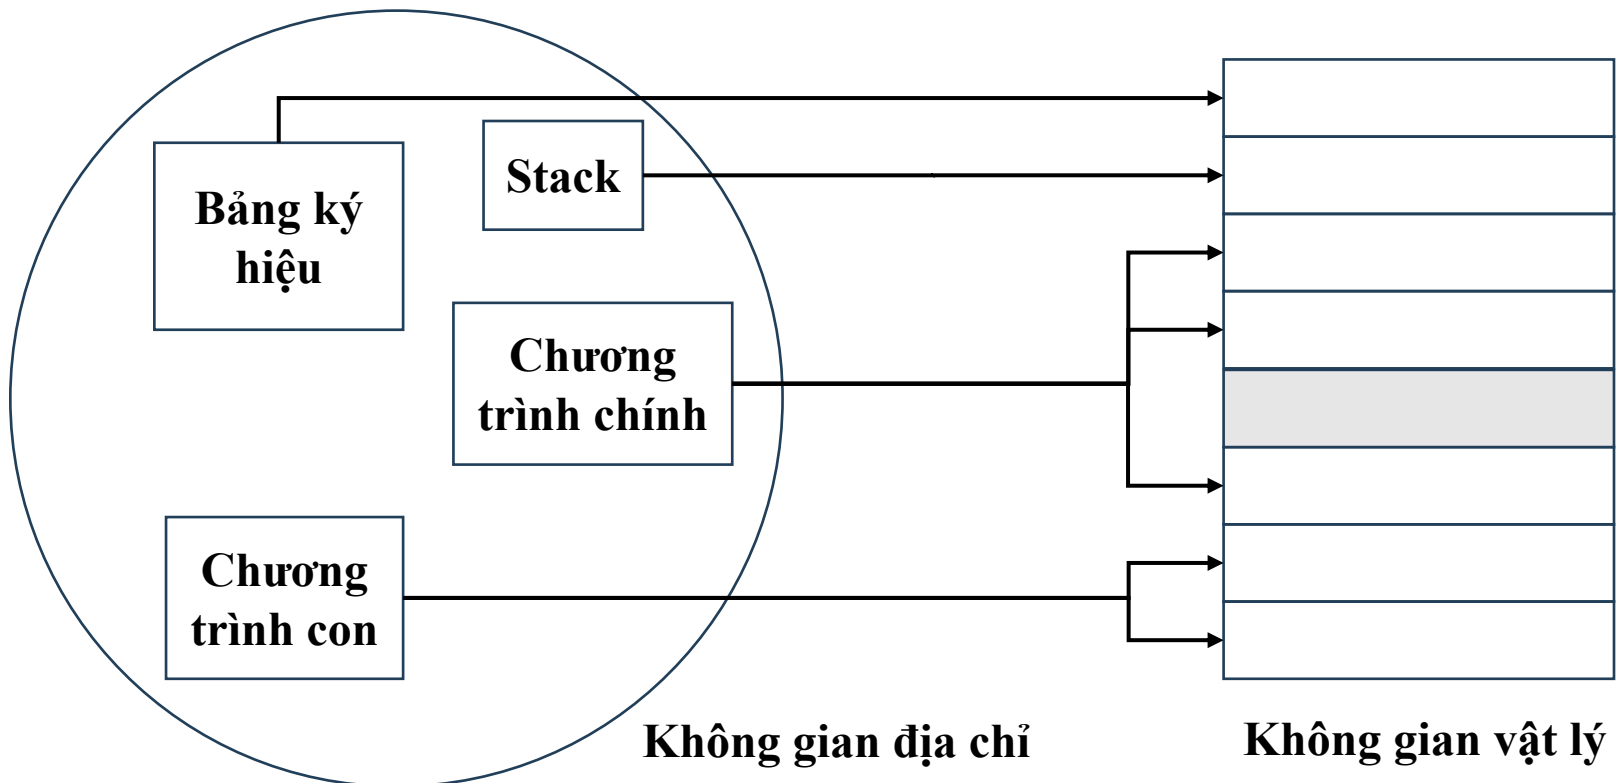 Stack
Bảng ký
hiệu
Chương
trình chính
Chương
trình con
Không gian địa chỉ
Không gian vật lý